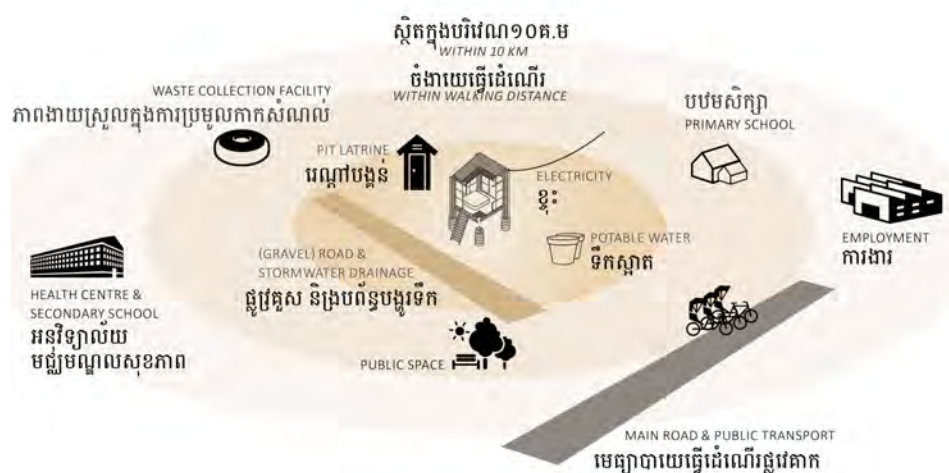 ស្ថិតក្នុងបរិវេណ១០គ.ម
WITHIN 10 KM
ចំងាយធ្វើដំណើរ
WITHIN WALKING DISTANCE
WASTE COLLECTION FACILITY
ភាពងាយស្រួលក្នុងការប្រមូលកាកសំណល់
បឋមសិក្សា
PRIMARY SCHOOL
PIT LATRINE
រណ្តៅបង្គន់
ELECTRICITY
EMPLOYMENT
ការងារ
POTABLE WATER
ទឹកស្អាត
(GRAVEL) ROAD &
STORMWATER DRAINAGE
ផ្លូវគួស និងប្រព័ន្ធបង្ហូរទឹក
HEALTH CENTRE &
SECONDARY SCHOOL
អនុវិទ្យាល័យ
មជ្ឈមណ្ឌលសុខភាព
PUBLIC SPACE
MAIN ROAD & PUBLIC TRANSPORT